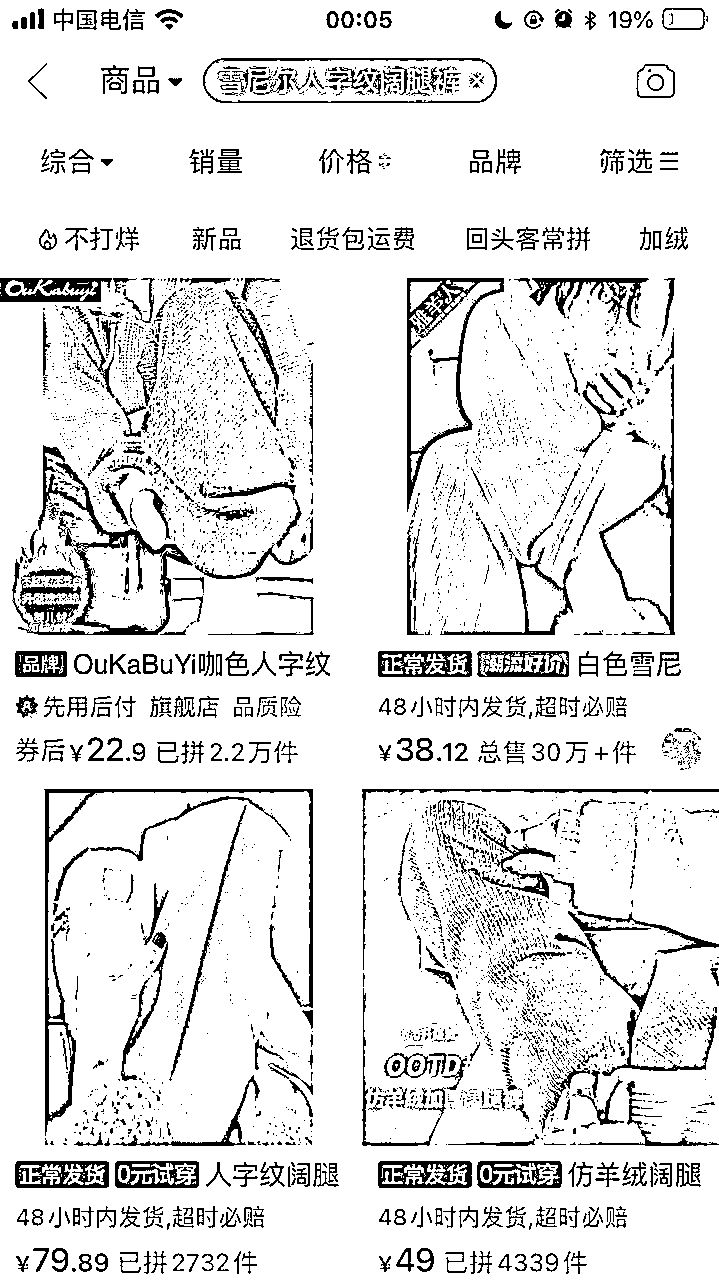 中国电信 00:05 19%
商品 雪尼尔人字纹阔腿裤
综合 销量 价格 品牌 筛选
不打烊 新品 退货包运费 回头客常拼 加绒
OuKabuyi
品牌 OuKaBuYi咖色人字纹
先用后付 旗舰店 品质险
券后¥22.9 已拼2.2万件
正常发货 潮流好价 白色雪尼
48小时内发货,超时必赔
¥38.12 总售30万+件
OOTD
正常发货 0元试穿 人字纹阔腿
48小时内发货,超时必赔
¥79.89 已拼2732件
正常发货 0元试穿 仿羊绒阔腿
48小时内发货,超时必赔
¥49 已拼4339件